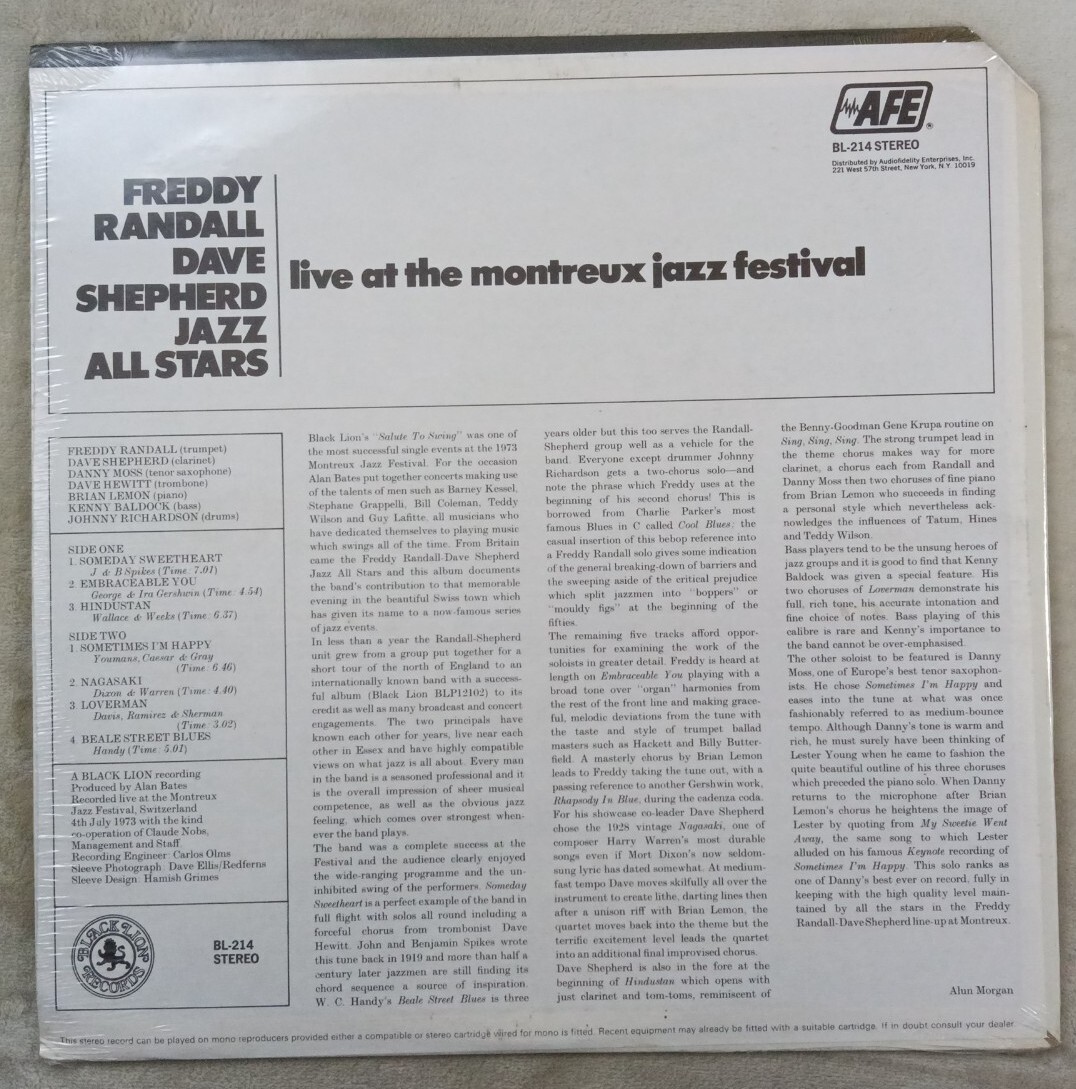 AFE
BL-214 STEREO
Distributed by Audiofidelity Enterprises, Inc.
221 West 57th Street, New York, N.Y. 10019
FREDDY
RANDALL
DAVE
SHEPHERD
JAZZ
ALL STARS
live at the montreux jazz festival
FREDDY RANDALL (trumpet)
DAVE SHEPHERD (clarinet)
DANNY MOSS (tenor saxophone)
DAVE HEWITT (trombone)
BRIAN LEMON (piano)
KENNY BALDOCK (bass)
JOHNNY RICHARDSON (drums)
SIDE ONE
1. SOMEDAY SWEETHEART
J & B Spikes (Time: 7.01)
2. EMBRACEABLE YOU
George & Ira Gershwin (Time: 4.54)
3. HINDUSTAN
Wallace & Weeks (Time: 6.37)
SIDE TWO
1. SOMETIMES I'M HAPPY
Youmans, Caesar & Gray
(Time: 6.46)
2. NAGASAKI
Dixon & Warren (Time: 4.40)
3. LOVERMAN
Davis, Ramirez & Sherman
(Time: 3.02)
4. BEALE STREET BLUES
Handy (Time: 5.01)
A BLACK LION recording
Produced by Alan Bates
Recorded live at the Montreux
Jazz Festival, Switzerland
4th July 1973 with the kind
co-operation of Claude Nobs,
Management and Staff
Recording Engineer: Carlos Olms
Sleeve Photograph: Dave Ellis/Redferns
Sleeve Design: Hamish Grimes
BLACK LION
RECORDS
BL-214
STEREO
Black Lion's "Salute To Swing" was one of
the most successful single events at the 1973
Montreux Jazz Festival. For the occasion
Alan Bates put together concerts making use
of the talents of men such as Barney Kessel,
Stephane Grappelli, Bill Coleman, Teddy
Wilson and Guy Lafitte, all musicians who
have dedicated themselves to playing music
which swings all of the time. From Britain
came the Freddy Randall-Dave Shepherd
Jazz All Stars and this album documents
the band's contribution to that memorable
evening in the beautiful Swiss town which
has given its name to a now-famous series
of jazz events.
In less than a year the Randall-Shepherd
unit grew from a group put together for a
short tour of the north of England to an
internationally known band with a success-
ful album (Black Lion BLP12102) to its
credit as well as many broadcast and concert
engagements. The two principals have
known each other for years, live near each
other in Essex and have highly compatible
views on what jazz is all about. Every man
in the band is a seasoned professional and it
is the overall impression of sheer musical
competence, as well as the obvious jazz
feeling, which comes over strongest when-
ever the band plays.
The band was a complete success at the
Festival and the audience clearly enjoyed
the wide-ranging programme and the un-
inhibited swing of the performers. Someday
Sweetheart is a perfect example of the band in
full flight with solos all round including a
forceful chorus from trombonist Dave
Hewitt. John and Benjamin Spikes wrote
this tune back in 1919 and more than half a
century later jazzmen are still finding its
chord sequence a source of inspiration.
W. C. Handy's Beale Street Blues is three
years older but this too serves the Randall-
Shepherd group well as a vehicle for the
band. Everyone except drummer Johnny
Richardson gets a two-chorus solo—and
note the phrase which Freddy uses at the
beginning of his second chorus! This is
borrowed from Charlie Parker's most
famous Blues in C called Cool Blues; the
casual insertion of this bebop reference into
a Freddy Randall solo gives some indication
of the general breaking-down of barriers and
the sweeping aside of the critical prejudice
which split jazzmen into "boppers" or
"mouldy figs" at the beginning of the
fifties.
The remaining five tracks afford oppor-
tunities for examining the work of the
soloists in greater detail. Freddy is heard at
length on Embraceable You playing with a
broad tone over "organ" harmonies from
the rest of the front line and making grace-
ful, melodic deviations from the tune with
the taste and style of trumpet ballad
masters such as Hackett and Billy Butter-
field. A masterly chorus by Brian Lemon
leads to Freddy taking the tune out, with a
passing reference to another Gershwin work,
Rhapsody In Blue, during the cadenza coda.
For his showcase co-leader Dave Shepherd
chose the 1928 vintage Nagasaki, one of
composer Harry Warren's most durable
songs even if Mort Dixon's now seldom-
sung lyric has dated somewhat. At medium-
fast tempo Dave moves skilfully all over the
instrument to create lithe, darting lines then
after a unison riff with Brian Lemon, the
quartet moves back into the theme but the
terrific excitement level leads the quartet
into an additional final improvised chorus.
Dave Shepherd is also in the fore at the
beginning of Hindustan which opens with
just clarinet and tom-toms, reminiscent of
the Benny-Goodman Gene Krupa routine on
Sing, Sing, Sing. The strong trumpet lead in
the theme chorus makes way for more
clarinet, a chorus each from Randall and
Danny Moss then two choruses of fine piano
from Brian Lemon who succeeds in finding
a personal style which nevertheless ack-
nowledges the influences of Tatum, Hines
and Teddy Wilson.
Bass players tend to be the unsung heroes of
jazz groups and it is good to find that Kenny
Baldock was given a special feature. His
two choruses of Loverman demonstrate his
full, rich tone, his accurate intonation and
fine choice of notes. Bass playing of this
calibre is rare and Kenny's importance to
the band cannot be over-emphasised.
The other soloist to be featured is Danny
Moss, one of Europe's best tenor saxophon-
ists. He chose Sometimes I'm Happy and
eases into the tune at what was once
fashionably referred to as medium-bounce
tempo. Although Danny's tone is warm and
rich, he must surely have been thinking of
Lester Young when he came to fashion the
quite beautiful outline of his three choruses
which preceded the piano solo. When Danny
returns to the microphone after Brian
Lemon's chorus he heightens the image of
Lester by quoting from My Sweetie Went
Away, the same song to which Lester
alluded on his famous Keynote recording of
Sometimes I'm Happy. This solo ranks as
one of Danny's best ever on record, fully in
keeping with the high quality level main-
tained by all the stars in the Freddy
Randall-Dave Shepherd line-up at Montreux.
Alun Morgan
This stereo record can be played on mono reproducers provided either a compatible or stereo cartridge wired for mono is fitted. Recent equipment may already be fitted with a suitable cartridge. If in doubt consult your dealer.